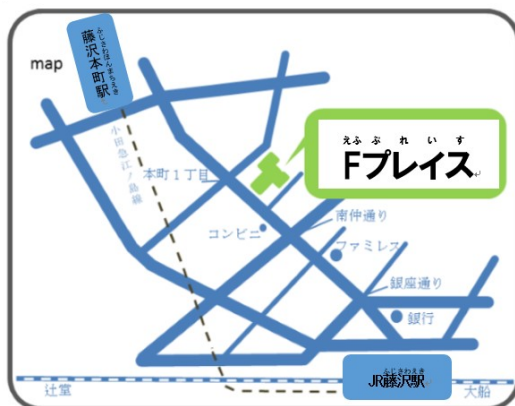 map
ふじさわほんまちえき
藤沢本町駅
小田急江ノ島線
本町１丁目
えふ ぷ れ い す
Fプレイス
コンビニ
南仲通り
ファミレス
銀座通り
銀行
ふじさわえき
JR藤沢駅
辻堂
大船